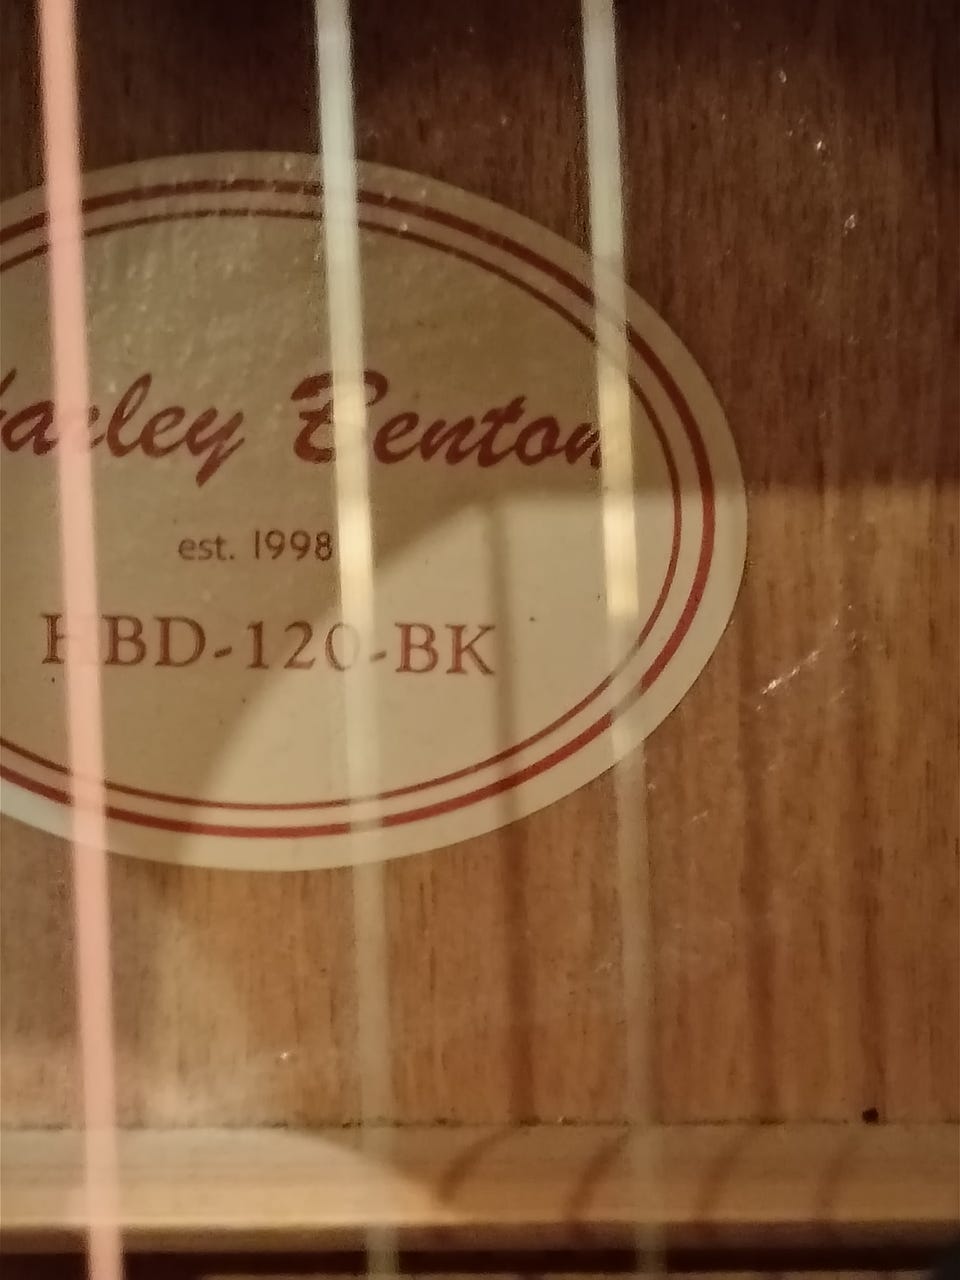 Harley Benton
est. 1998
HBD-120-BK